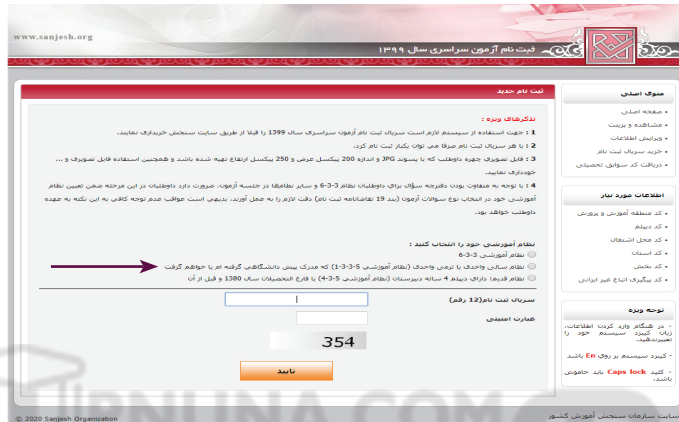 www.sanjesh.org
ثبت نام آزمون سراسری سال ۱۳۹۹
منوی اصلی
• صفحه اصلی
• مشاهده و پرینت
• ویرایش اطلاعات
• خرید سریال ثبت نام
• دریافت کد سوابق تحصیلی
اطلاعات مورد نیاز
• کد منطقه آموزش و پرورش
• کد دیپلم
• کد محل اشتغال
• کد استان
• کد بخش
• کد پیگیری اتباع غیر ایرانی
توجه ویژه
- در هنگام وارد کردن اطلاعات،
زبان کیبرد سیستم خود را
تغییرندهید.
- کیبرد سیستم بر روی En باشد
- کلید Caps lock باید خاموش
باشد.
ثبت نام جدید
تذکرهای ویژه :
1 : جهت استفاده از سیستم لازم است سریال ثبت نام آزمون سراسری سال 1399 را قبلا از طریق سایت سنجش خریداری نمایند.
2 : با هر سریال ثبت نام صرفا می توان یکبار ثبت نام کرد.
3 : فایل تصویری چهره داوطلب که با پسوند JPG و اندازه 200 پیکسل عرض و 250 پیکسل ارتفاع تهیه شده باشد و همچنین استفاده فایل تصویری و ...
خودداری نمایید.
4 : با توجه به متفاوت بودن دفترچه سؤال برای داوطلبان نظام 3-3-6 و سایر نظامها در جلسه آزمون، ضرورت دارد داوطلبان در این مرحله ضمن تعیین نظام
آموزشی خود در انتخاب نوع سوالات آزمون (بند 19 تقاضانامه ثبت نام) دقت لازم را به عمل آورند، بدیهی است عواقب عدم توجه کافی به این نکته به عهده
داوطلب خواهد بود.
نظام آموزشی خود را انتخاب کنید :
نظام آموزشی 3-3-6
نظام سالی واحدی یا ترمی واحدی (نظام آموزشی 5-3-3-1) که مدرک پیش دانشگاهی گرفته ام یا خواهم گرفت
نظام قدیم: دارای دیپلم 4 ساله دبیرستان (نظام آموزشی 5-3-4) یا فارغ التحصیلان سال 1380 و قبل از آن
سریال ثبت نام(12 رقم)
عبارت امنیتی
354
تایید
© 2020 Sanjesh Organization
سایت سازمان سنجش آموزش کشور
IRNUNA.COM